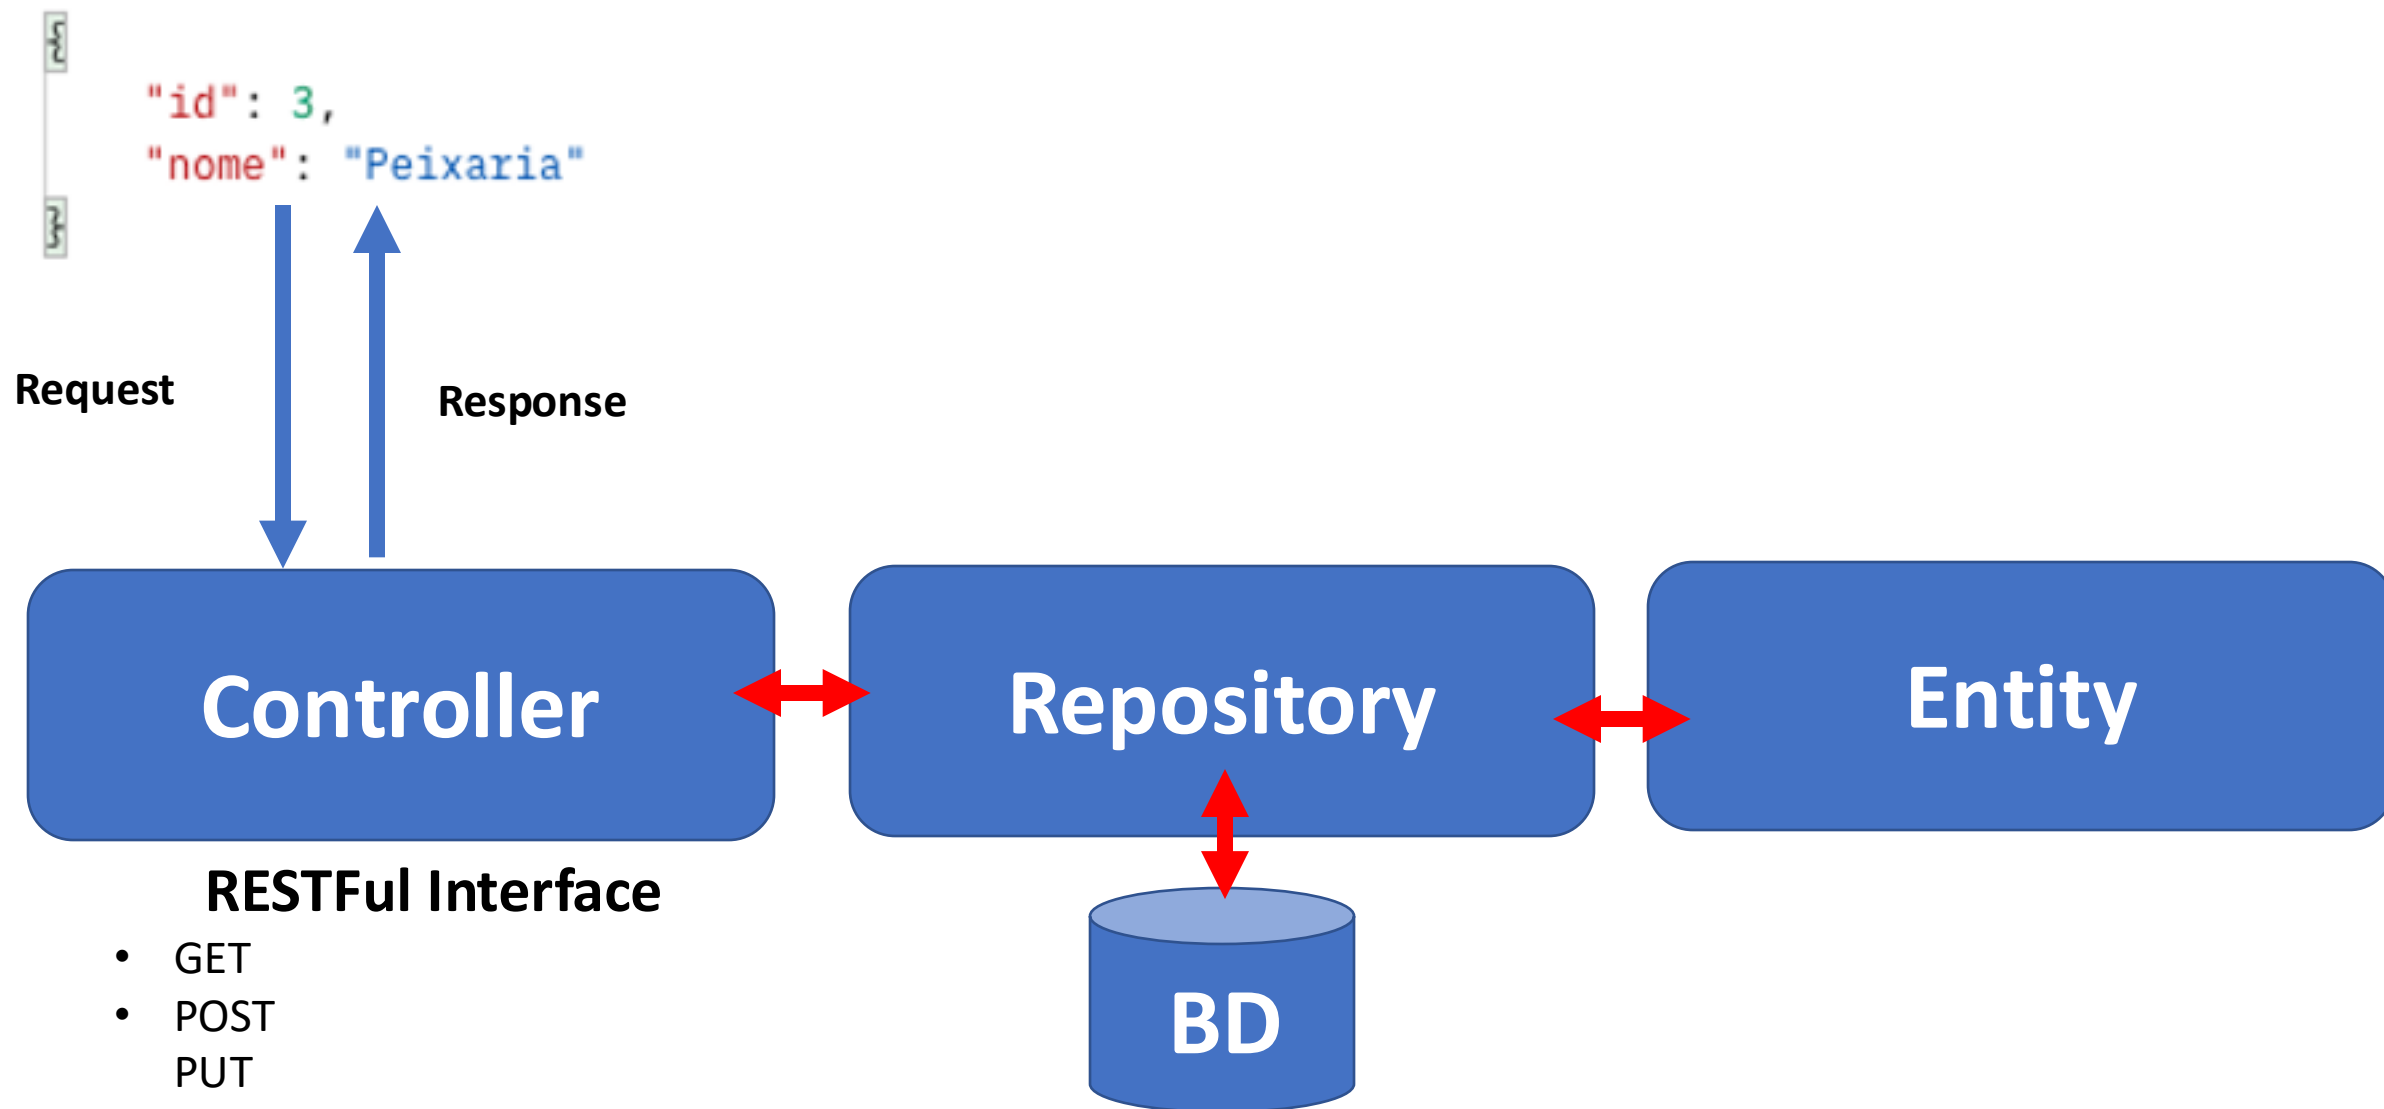 {
"id": 3,
"nome": "Peixaria"
}
Request
Response
Controller
Repository
Entity
RESTFul Interface
• GET
• POST
PUT
BD